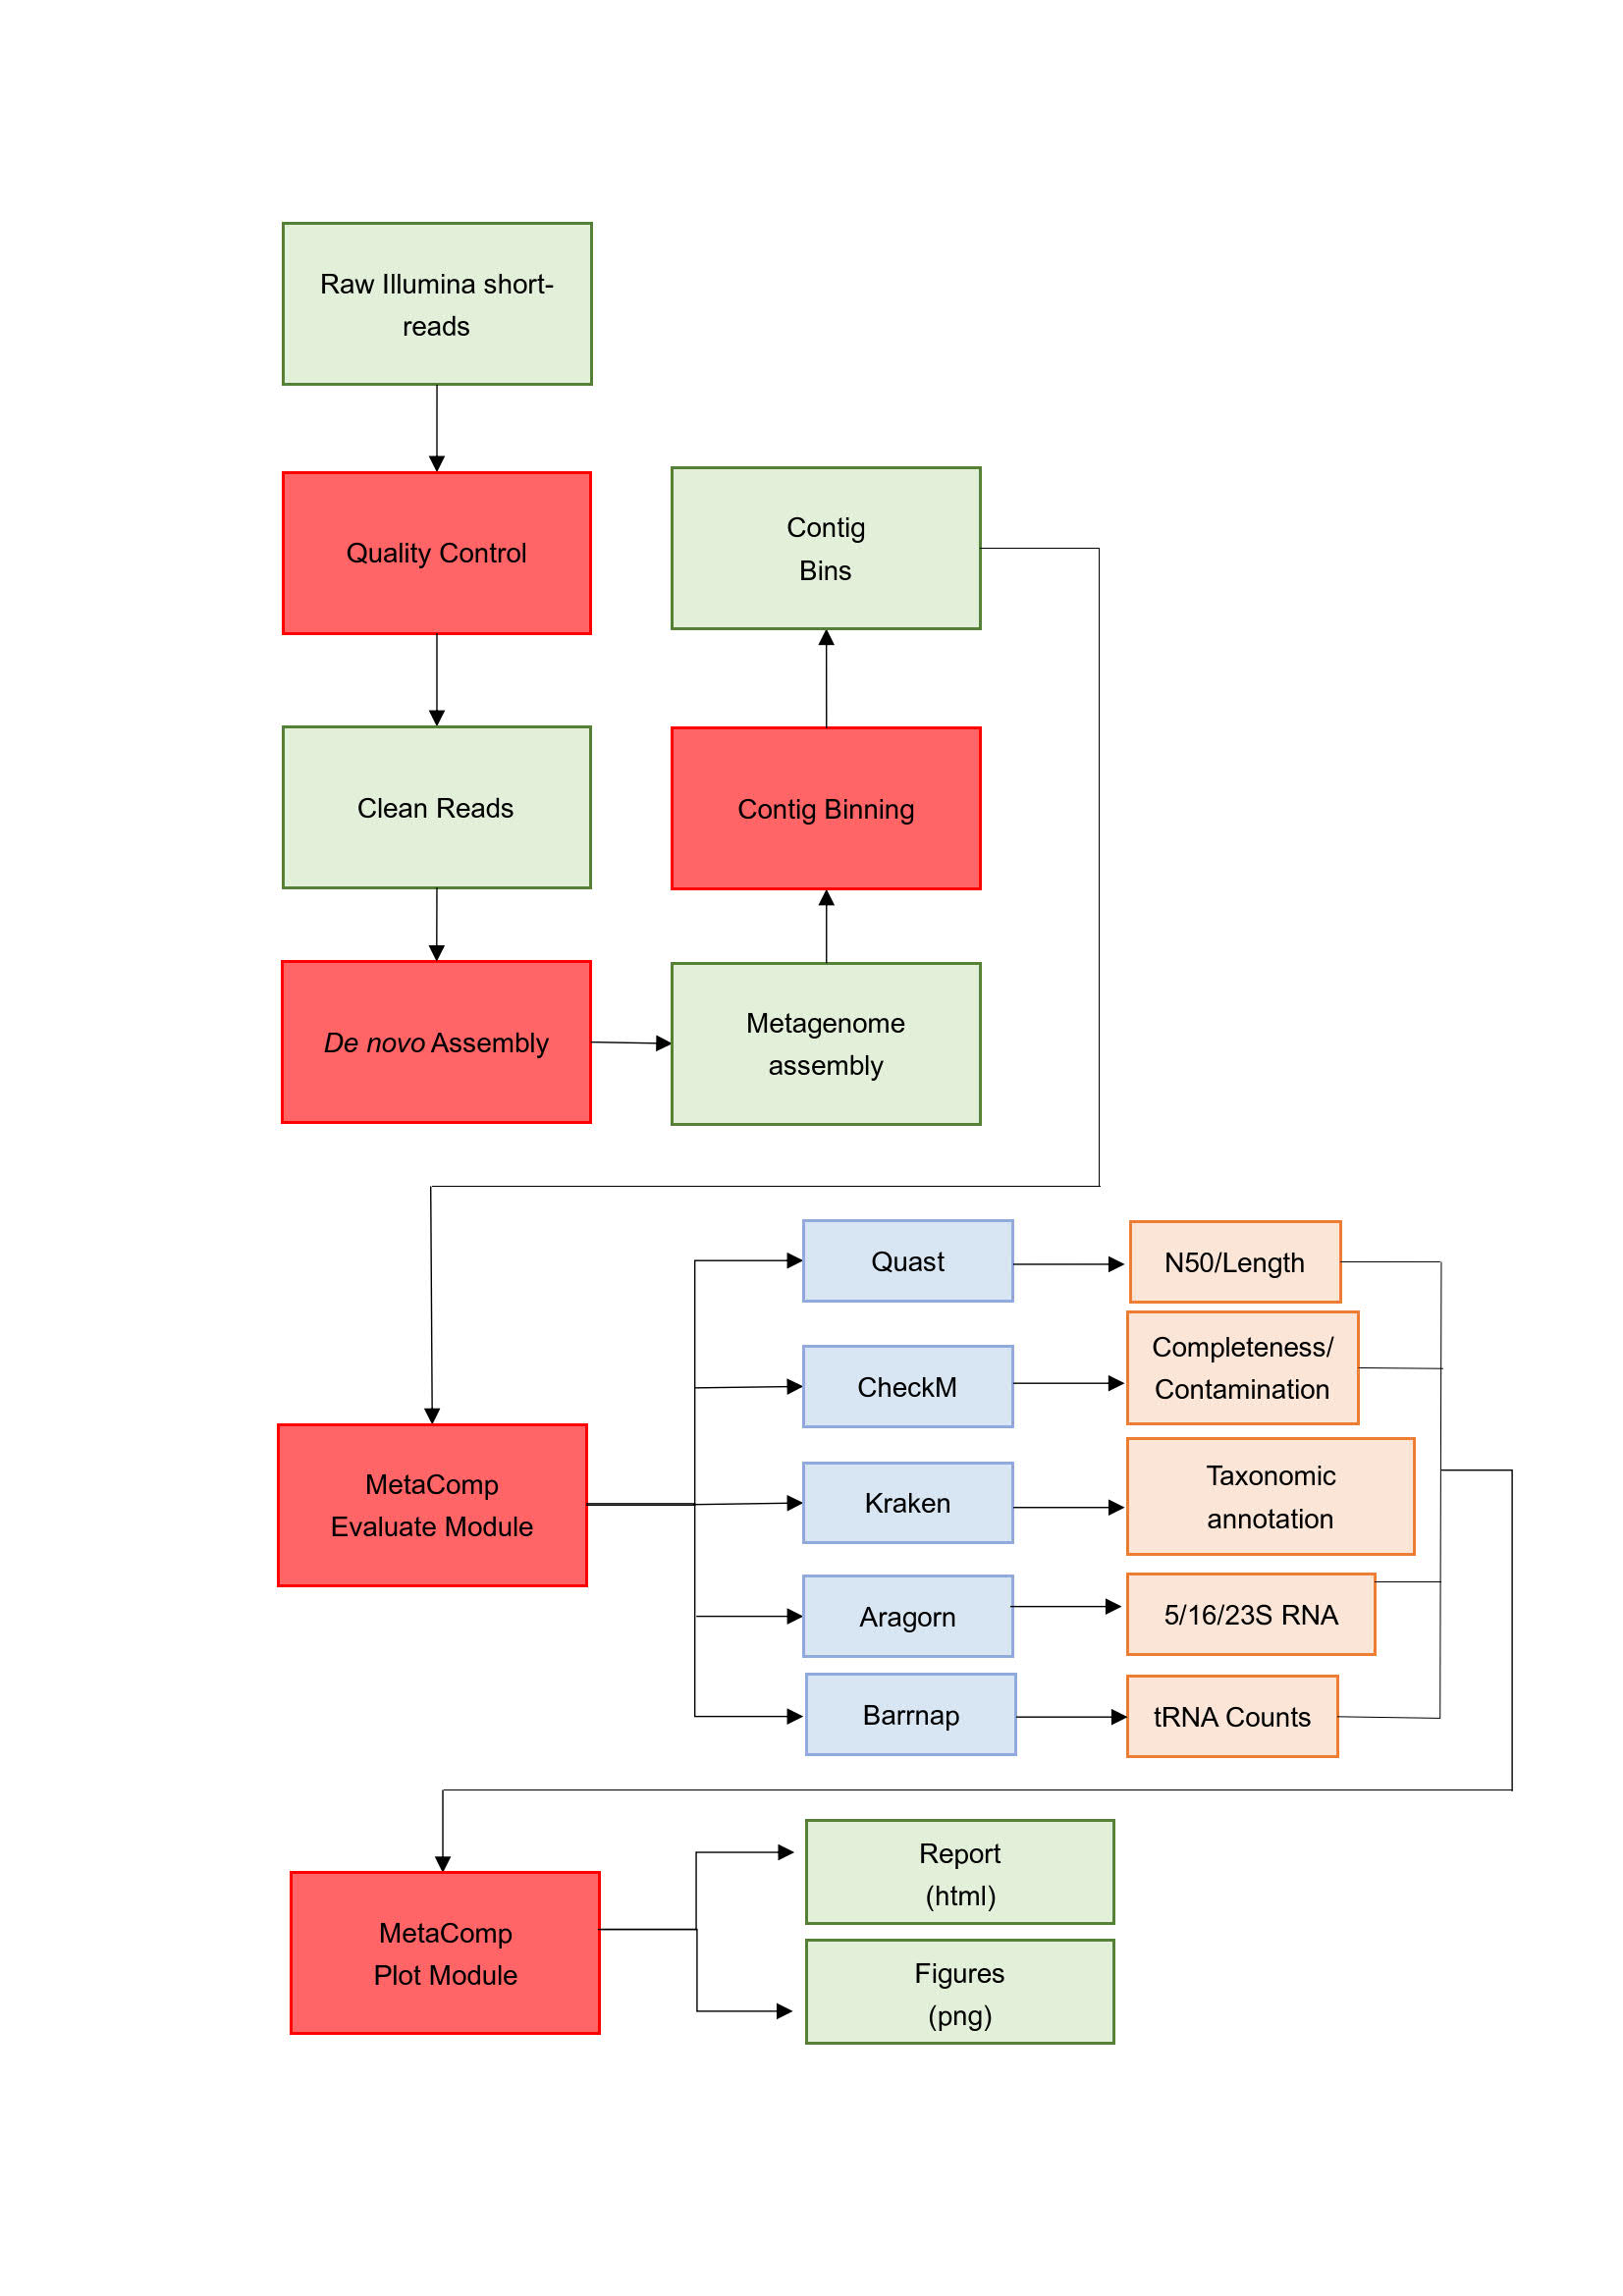 Raw Illumina short-
reads
Quality Control
Contig
Bins
Clean Reads
Contig Binning
De novo Assembly
Metagenome
assembly
Quast
N50/Length
CheckM
Completeness/
Contamination
MetaComp
Evaluate Module
Kraken
Taxonomic
annotation
Aragorn
5/16/23S RNA
Barrnap
tRNA Counts
MetaComp
Plot Module
Report
(html)
Figures
(png)